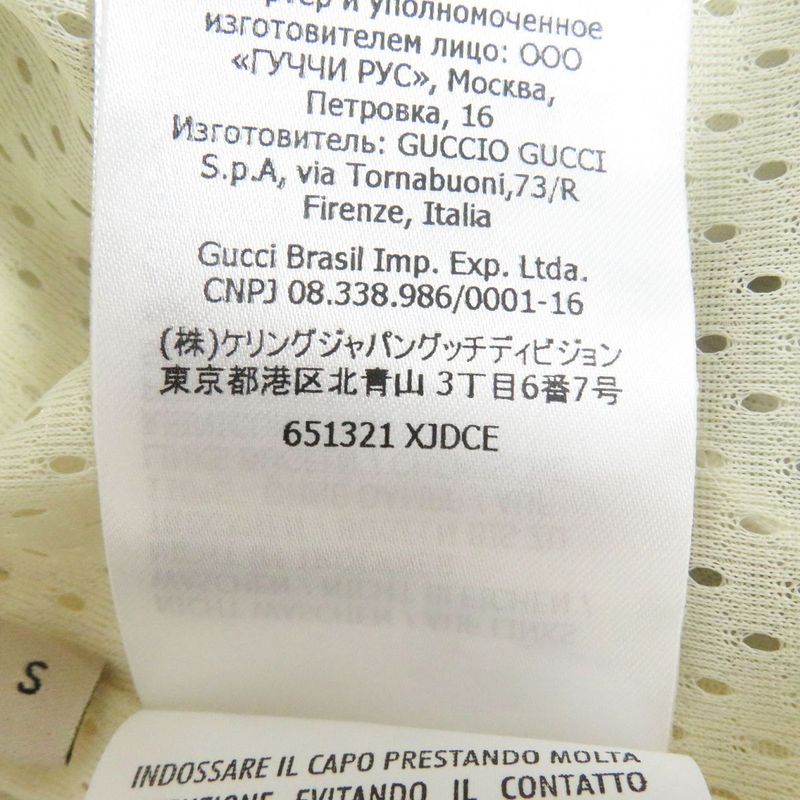 и уполномоченное
изготовителем лицо: ООО
«ГУЧЧИ РУС», Москва,
Петровка, 16
Изготовитель: GUCCIO GUCCI
S.p.A, via Tornabuoni,73/R
Firenze, Italia
Gucci Brasil Imp. Exp. Ltda.
CNPJ 08.338.986/0001-16
(株)ケリングジャパングッチディビジョン
東京都港区北青山 3丁目6番7号
651321 XJDCE
S
INDOSSARE IL CAPO PRESTANDO MOLTA
EVITANDO IL CONTATTO